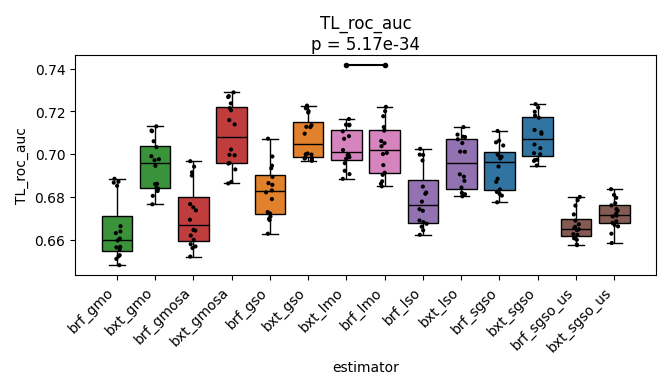 TL_roc_auc
p = 5.17e-34
TL_roc_auc
0.74
0.72
0.70
0.68
0.66
brf_gmo
bxt_gmo
brf_gmosa
bxt_gmosa
brf_gso
bxt_gso
bxt_lmo
brf_lmo
brf_lso
bxt_lso
brf_sgso
bxt_sgso
brf_sgso_us
bxt_sgso_us
estimator